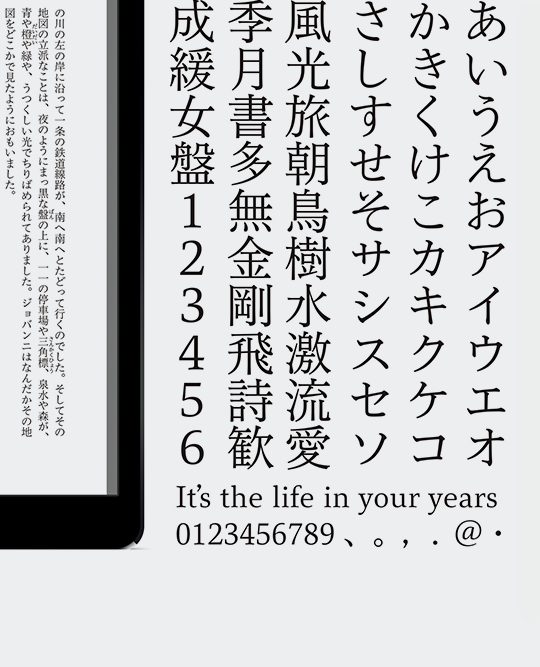 あいうえおアイウエオ
かきくけこカキクケコ
さしすせそサシスセソ
風光旅朝鳥樹水激流愛
季月書多無金剛飛詩歓
成緩女盤123456
It's the life in your years
0123456789、。，．@・
の川の左の岸に沿って一条の鉄道線路が、南へ南へとたどって行くのでした。そしてその
地図の立派なことは、夜のようにまっ黒な盤の上に、一一の停車場や三角標、泉水や森が、
青や橙や緑や、うつくしい光でちりばめられてありました。ジョバンニはなんだかその地
図をどこかで見たようにおもいました。